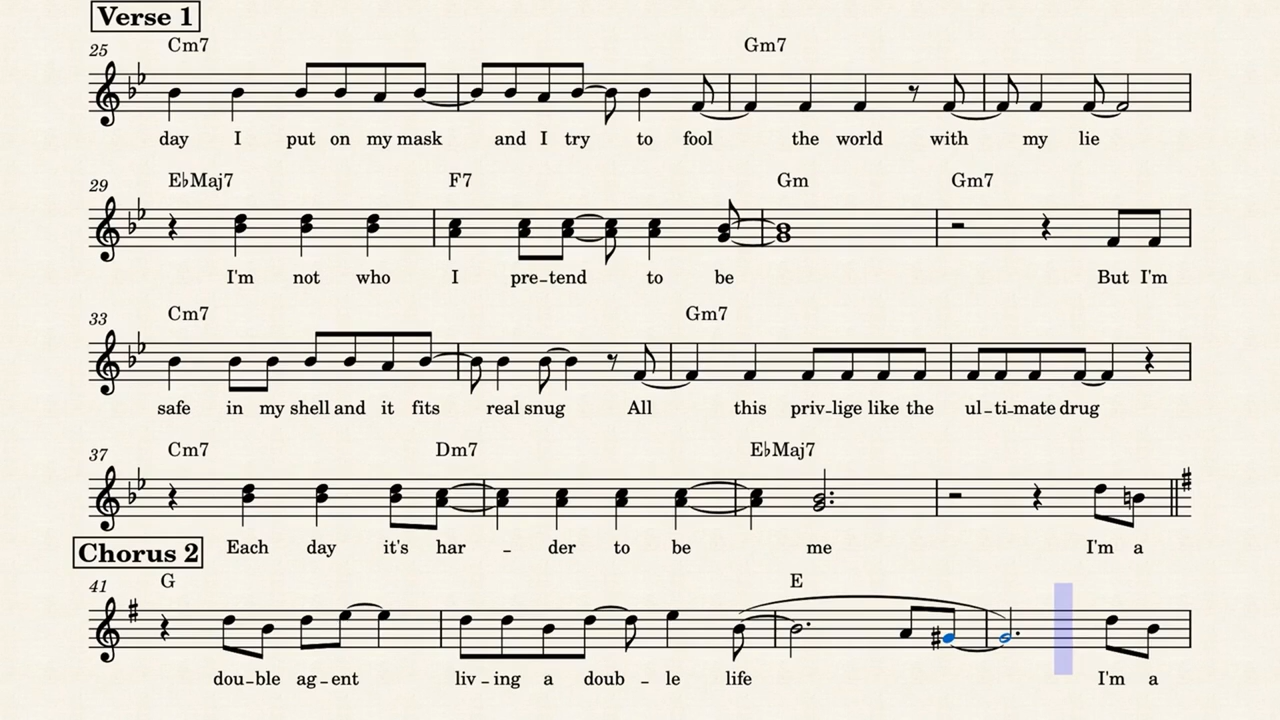 Verse 1
25 Cm7 Gm7
day I put on my mask and I try to fool the world with my lie
29 E♭Maj7 F7 Gm Gm7
I'm not who I pre-tend to be But I'm
33 Cm7 Gm7
safe in my shell and it fits real snug All this priv-lige like the ul-ti-mate drug
37 Cm7 Dm7 E♭Maj7
Each day it's har - der to be me I'm a
Chorus 2
41 G E
dou-ble ag-ent liv-ing a doub - le life I'm a